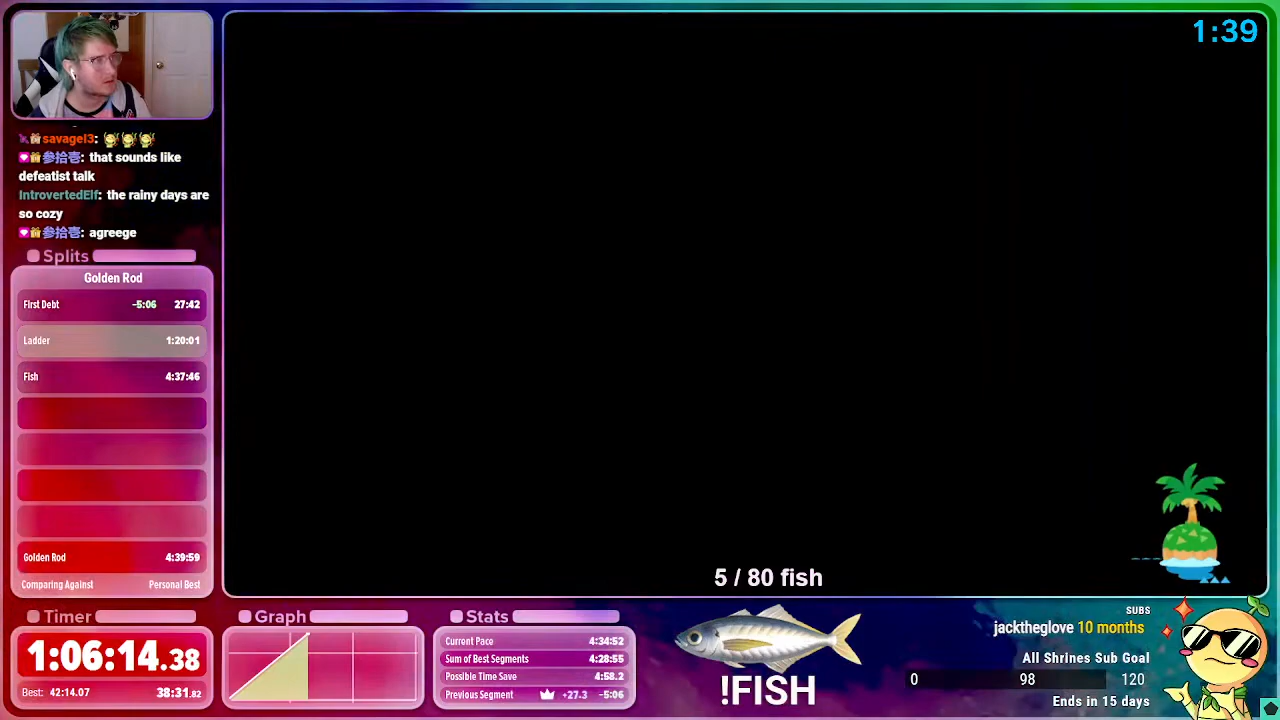 1:39
savagel3:
参拾壱: that sounds like
defeatist talk
IntrovertedElf: the rainy days are
so cozy
参拾壱: agreege
Splits
Golden Rod
First Debt -5:06 27:42
Ladder 1:20:01
Fish 4:37:46
Golden Rod 4:39:59
Comparing Against Personal Best
Timer
1:06:14.38
Best: 42:14.07 38:31.82
Graph
Stats
Current Pace 4:34:52
Sum of Best Segments 4:28:55
Possible Time Save 4:58.2
Previous Segment +27.3 -5:06
5 / 80 fish
!FISH
SUBS
jacktheglove 10 months
All Shrines Sub Goal
0 98 120
Ends in 15 days